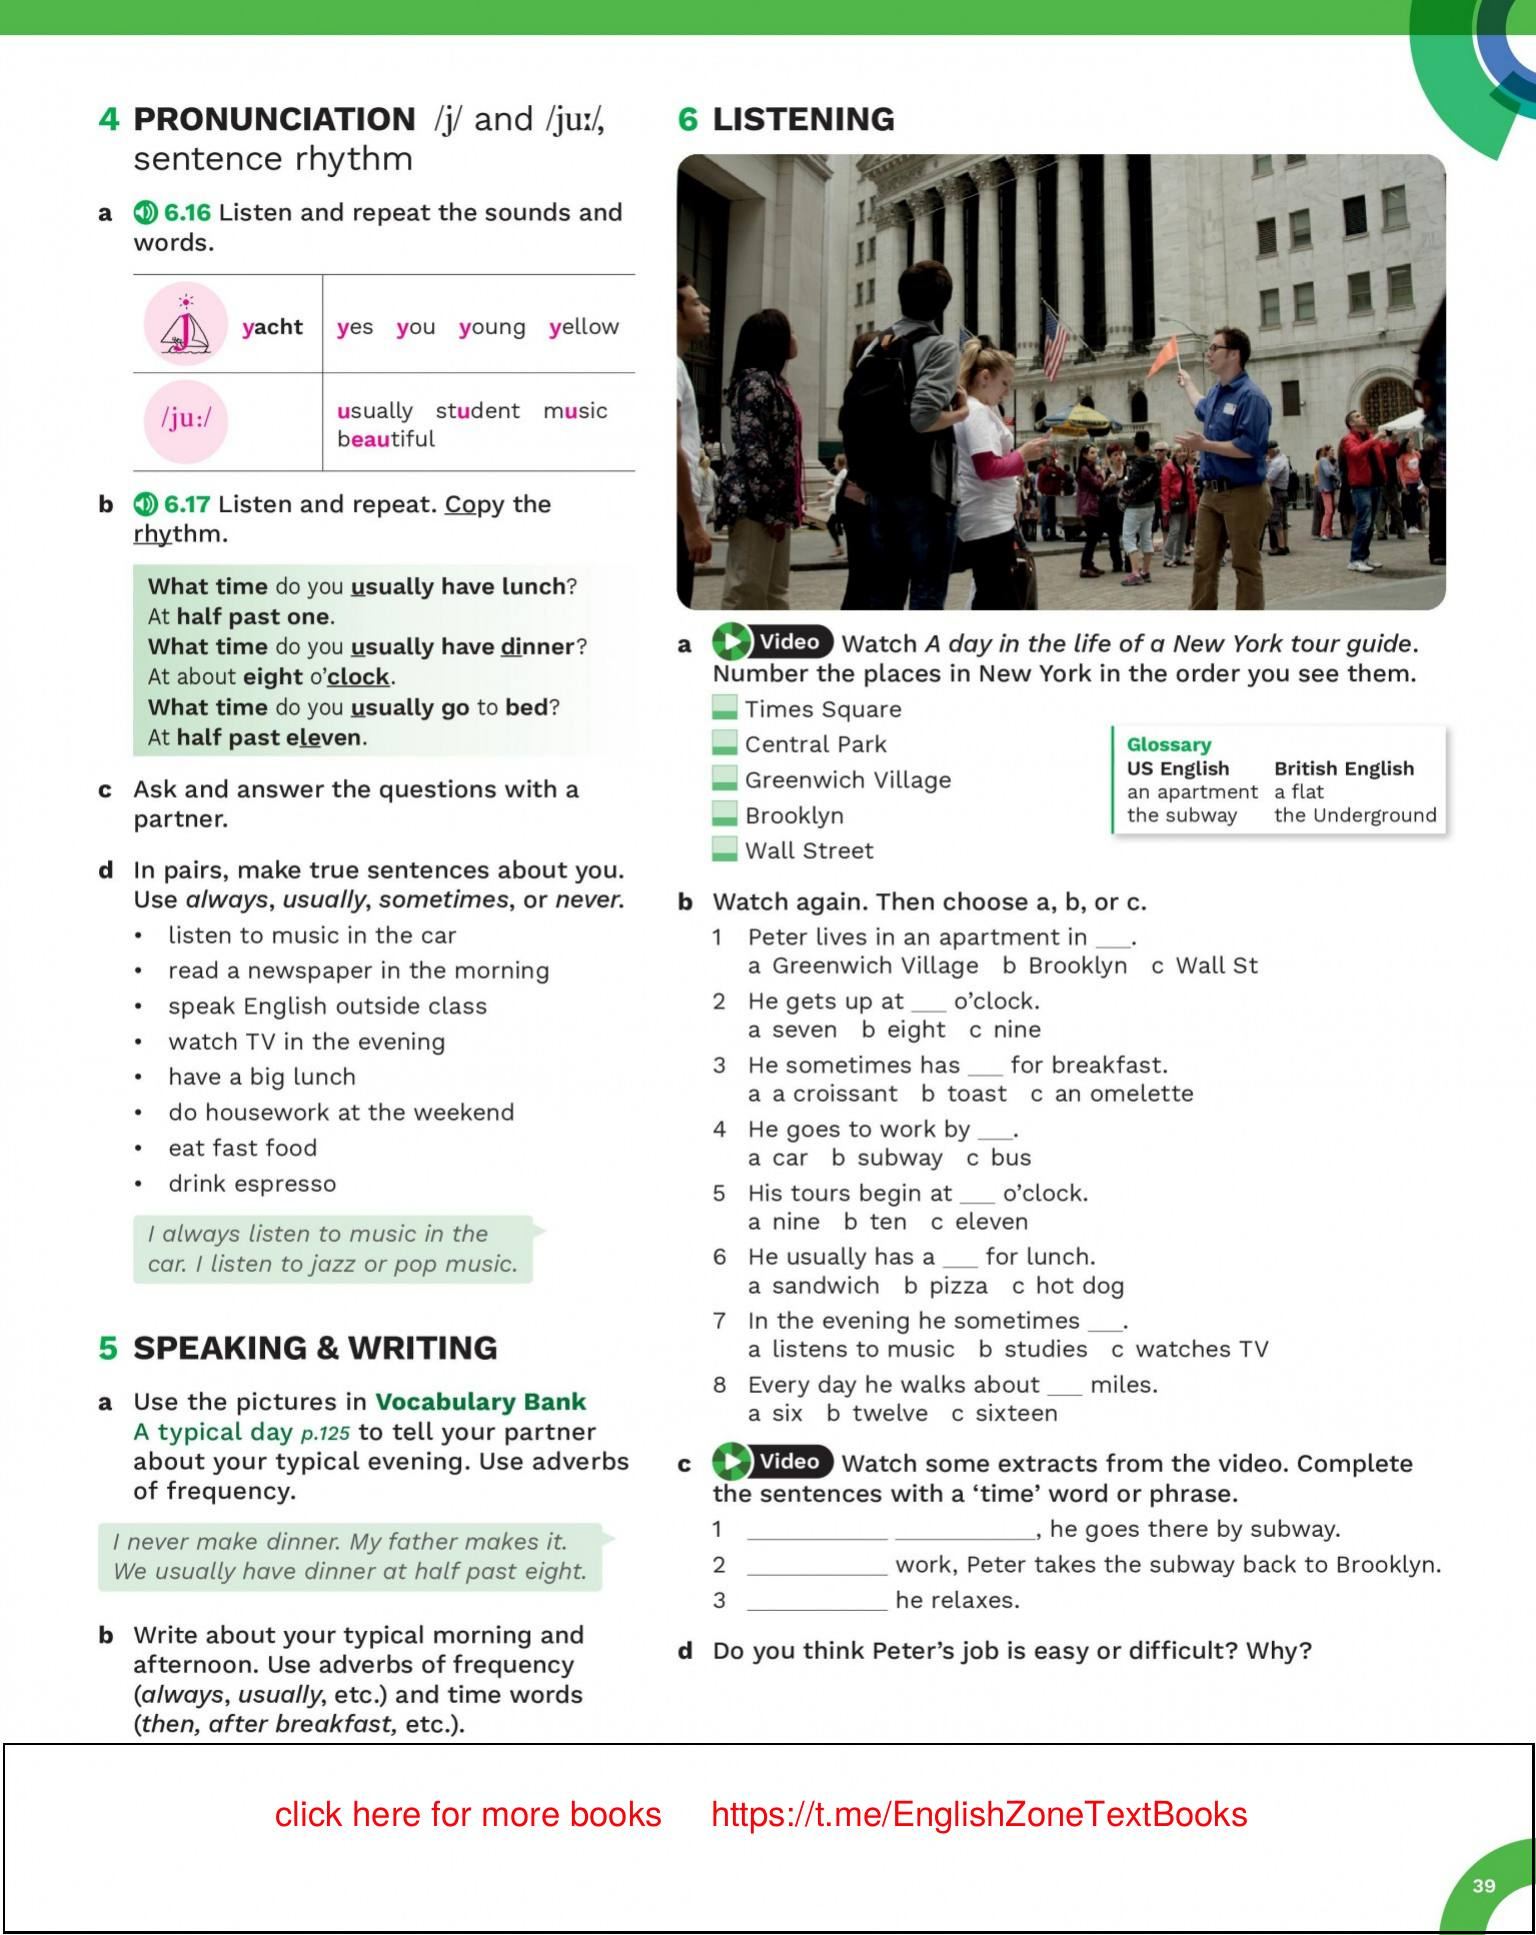 4 PRONUNCIATION /j/ and /juː/,
sentence rhythm
a 6.16 Listen and repeat the sounds and
words.
yacht
yes you young yellow
/juː/
usually student music
beautiful
b 6.17 Listen and repeat. Copy the
rhythm.
What time do you usually have lunch?
At half past one.
What time do you usually have dinner?
At about eight o'clock.
What time do you usually go to bed?
At half past eleven.
c Ask and answer the questions with a
partner.
d In pairs, make true sentences about you.
Use always, usually, sometimes, or never.
• listen to music in the car
• read a newspaper in the morning
• speak English outside class
• watch TV in the evening
• have a big lunch
• do housework at the weekend
• eat fast food
• drink espresso
I always listen to music in the
car. I listen to jazz or pop music.
5 SPEAKING & WRITING
a Use the pictures in Vocabulary Bank
A typical day p.125 to tell your partner
about your typical evening. Use adverbs
of frequency.
I never make dinner. My father makes it.
We usually have dinner at half past eight.
b Write about your typical morning and
afternoon. Use adverbs of frequency
(always, usually, etc.) and time words
(then, after breakfast, etc.).
6 LISTENING
a Video Watch A day in the life of a New York tour guide.
Number the places in New York in the order you see them.
Times Square
Central Park
Greenwich Village
Brooklyn
Wall Street
Glossary
US English British English
an apartment a flat
the subway the Underground
b Watch again. Then choose a, b, or c.
1 Peter lives in an apartment in ___.
a Greenwich Village b Brooklyn c Wall St
2 He gets up at ___ o'clock.
a seven b eight c nine
3 He sometimes has ___ for breakfast.
a a croissant b toast c an omelette
4 He goes to work by ___.
a car b subway c bus
5 His tours begin at ___ o'clock.
a nine b ten c eleven
6 He usually has a ___ for lunch.
a sandwich b pizza c hot dog
7 In the evening he sometimes ___.
a listens to music b studies c watches TV
8 Every day he walks about ___ miles.
a six b twelve c sixteen
c Video Watch some extracts from the video. Complete
the sentences with a 'time' word or phrase.
1 ____________ ____________, he goes there by subway.
2 ____________ work, Peter takes the subway back to Brooklyn.
3 ____________ he relaxes.
d Do you think Peter's job is easy or difficult? Why?
click here for more books https://t.me/EnglishZoneTextBooks
39